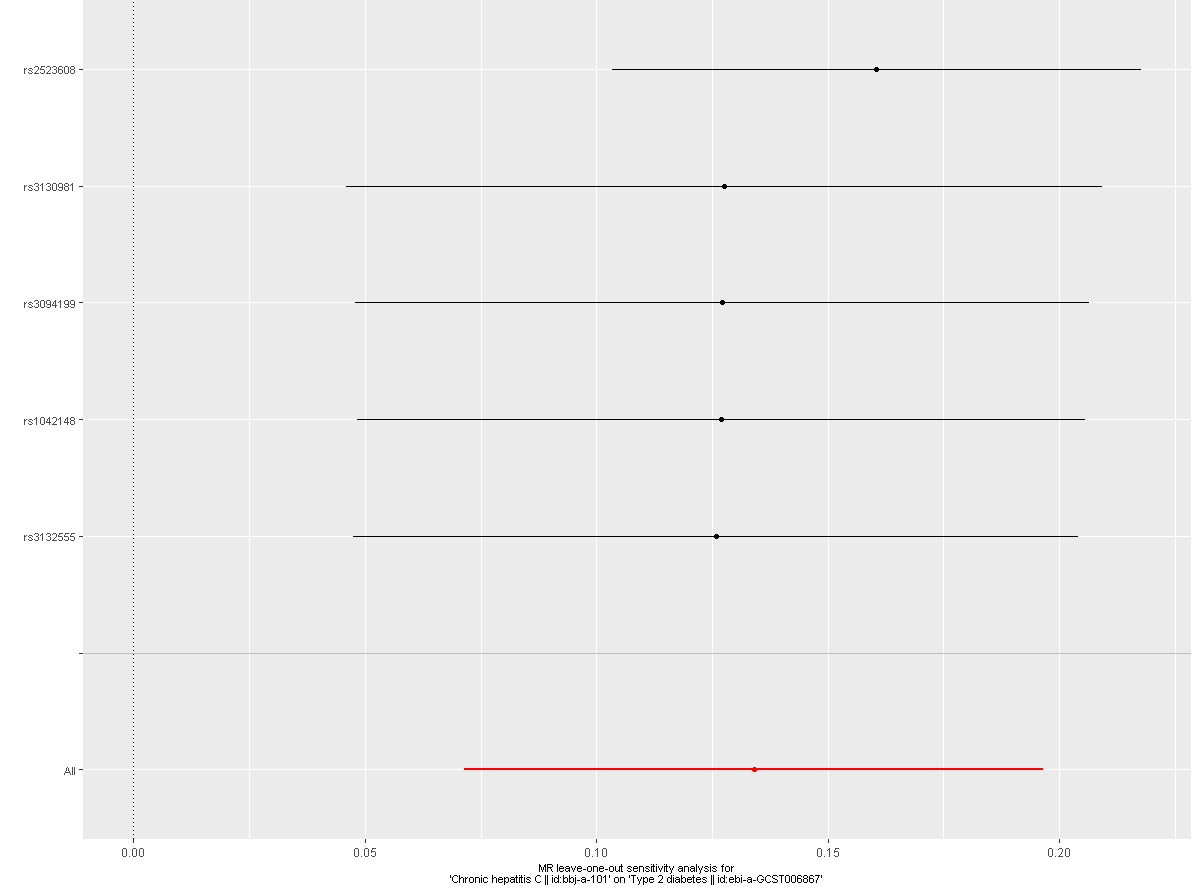 rs2523608
rs3130981
rs3094199
rs1042148
rs3132555
All
0.00 0.05 0.10 0.15 0.20
MR leave-one-out sensitivity analysis for
'Chronic hepatitis C || id:bbj-a-101' on 'Type 2 diabetes || id:ebi-a-GCST006867'